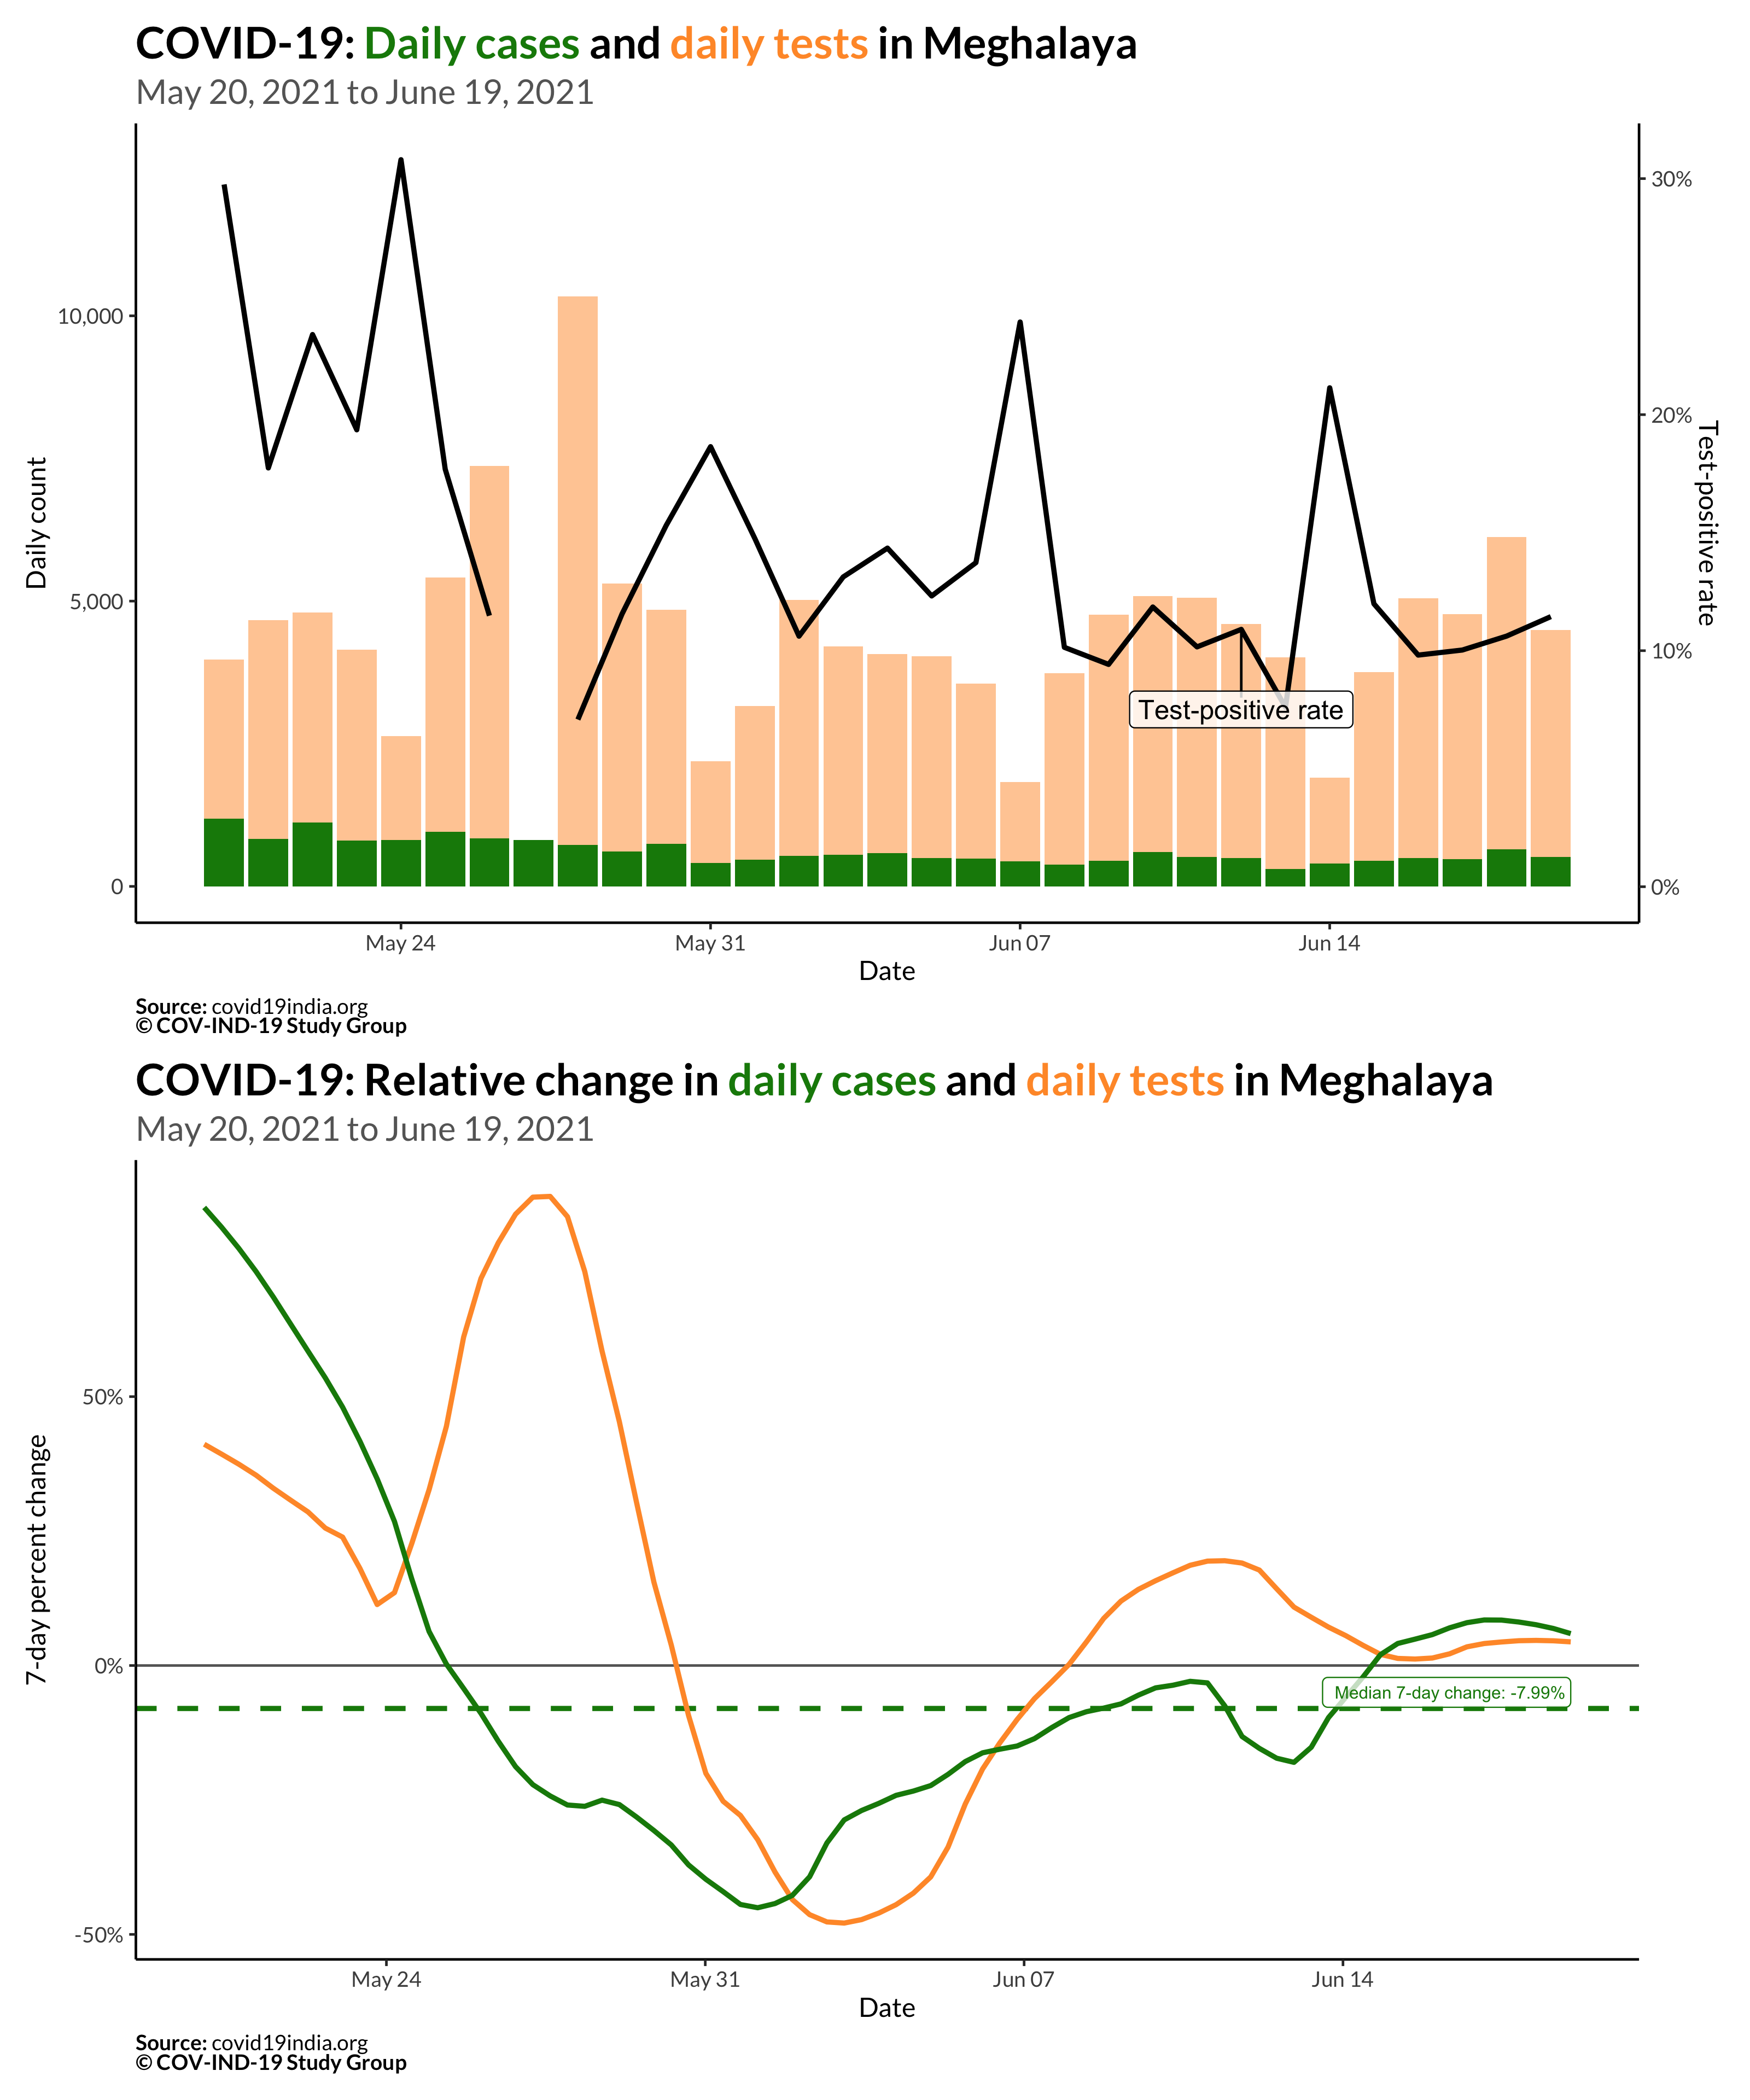 COVID-19: Daily cases and daily tests in Meghalaya
May 20, 2021 to June 19, 2021
Daily count
10,000
5,000
0
30%
20%
10%
0%
Test-positive rate
Test-positive rate
May 24
May 31
Jun 07
Jun 14
Date
Source: covid19india.org
© COV-IND-19 Study Group
COVID-19: Relative change in daily cases and daily tests in Meghalaya
May 20, 2021 to June 19, 2021
7-day percent change
50%
0%
-50%
Median 7-day change: -7.99%
May 24
May 31
Jun 07
Jun 14
Date
Source: covid19india.org
© COV-IND-19 Study Group